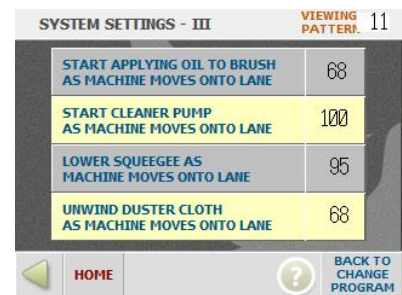 SYSTEM SETTINGS - III
VIEWING
PATTERN. 11
START APPLYING OIL TO BRUSH
AS MACHINE MOVES ONTO LANE
68
START CLEANER PUMP
AS MACHINE MOVES ONTO LANE
100
LOWER SQUEEGEE AS
MACHINE MOVES ONTO LANE
95
UNWIND DUSTER CLOTH
AS MACHINE MOVES ONTO LANE
68
HOME
?
BACK TO
CHANGE
PROGRAM